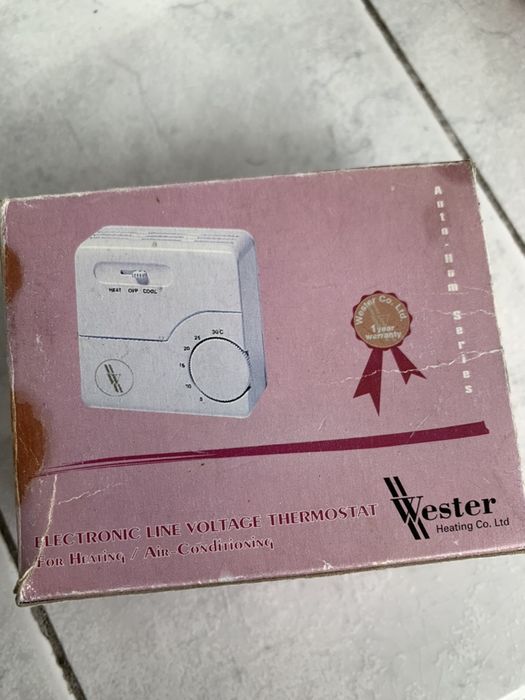 Auto-Hom Series
HEAT OFF COOL
30°C
25
20
15
10
5
Wester Co. Ltd.
1 year
warranty
ELECTRONIC LINE VOLTAGE THERMOSTAT
FOR HEATING / AIR-CONDITIONING
Wester
Heating Co. Ltd